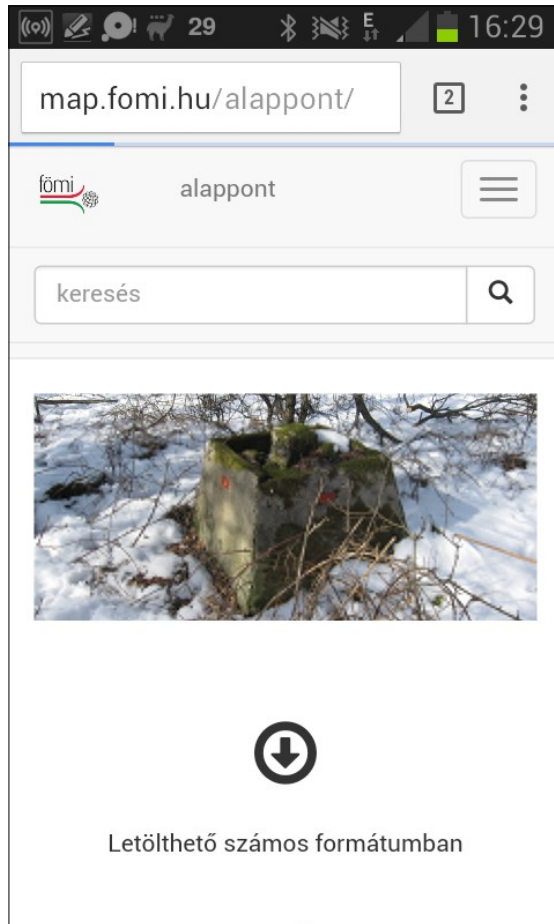 29
E
16:29
map.fomi.hu/alappont/
2
fömi
alappont
keresés
Letölthető számos formátumban